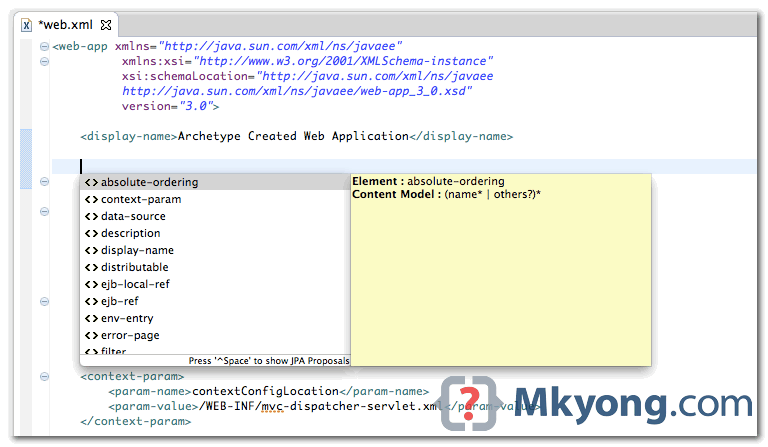 *web.xml
<web-app xmlns="http://java.sun.com/xml/ns/javaee"
xmlns:xsi="http://www.w3.org/2001/XMLSchema-instance"
xsi:schemaLocation="http://java.sun.com/xml/ns/javaee
http://java.sun.com/xml/ns/javaee/web-app_3_0.xsd"
version="3.0">
<display-name>Archetype Created Web Application</display-name>
<> absolute-ordering
<> context-param
<> data-source
<> description
<> display-name
<> distributable
<> ejb-local-ref
<> ejb-ref
<> env-entry
<> error-page
<> filter
Press '^Space' to show JPA Proposals
Element : absolute-ordering
Content Model : (name* | others?)*
<context-param>
<param-name>contextConfigLocation</param-name>
<param-value>/WEB-INF/mvc-dispatcher-servlet.xml</param-value>
</context-param>
{?} Mkyong.com